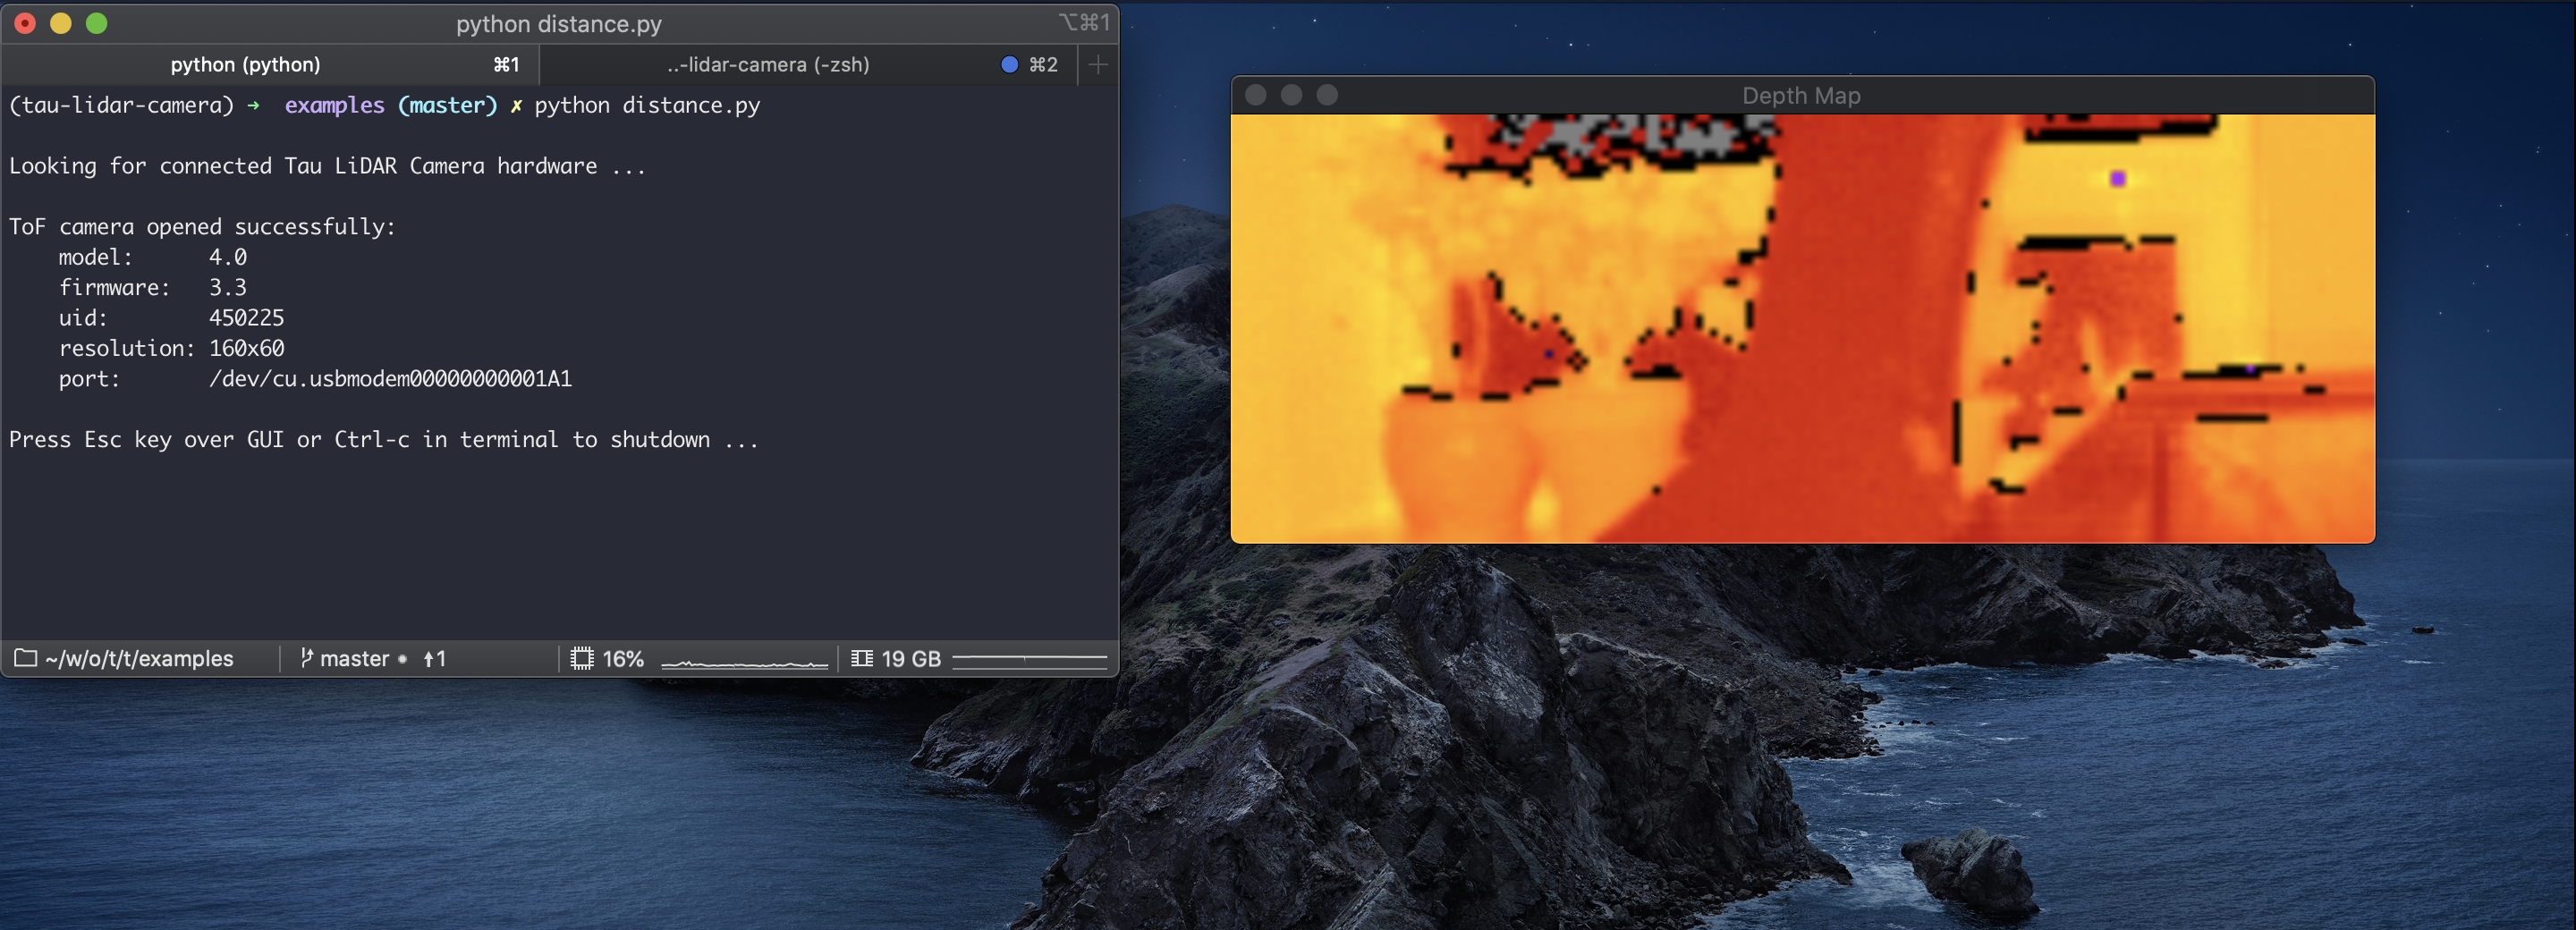 python distance.py
⌥⌘1
python (python) ⌘1
..-lidar-camera (-zsh) ⌘2 +
(tau-lidar-camera) ➜ examples (master) ✗ python distance.py
Looking for connected Tau LiDAR Camera hardware ...
ToF camera opened successfully:
model: 4.0
firmware: 3.3
uid: 450225
resolution: 160x60
port: /dev/cu.usbmodem00000000001A1
Press Esc key over GUI or Ctrl-c in terminal to shutdown ...
~/w/o/t/t/examples master ● ↑1 16% 19 GB
Depth Map